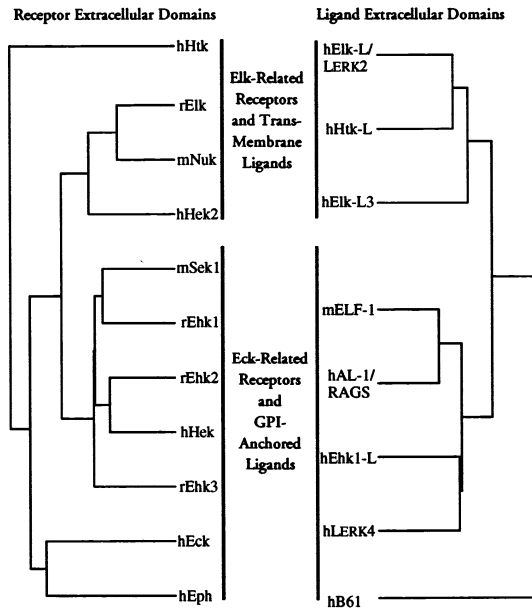 Receptor Extracellular Domains
hHtk
rElk
mNuk
hHek2
mSek1
rEhk1
rEhk2
hHek
rEhk3
hEck
hEph
Elk-Related
Receptors
and Trans-
Membrane
Ligands
Eck-Related
Receptors
and
GPI-
Anchored
Ligands
Ligand Extracellular Domains
hElk-L/
LERK2
hHtk-L
hElk-L3
mELF-1
hAL-1/
RAGS
hEhk1-L
hLERK4
hB61